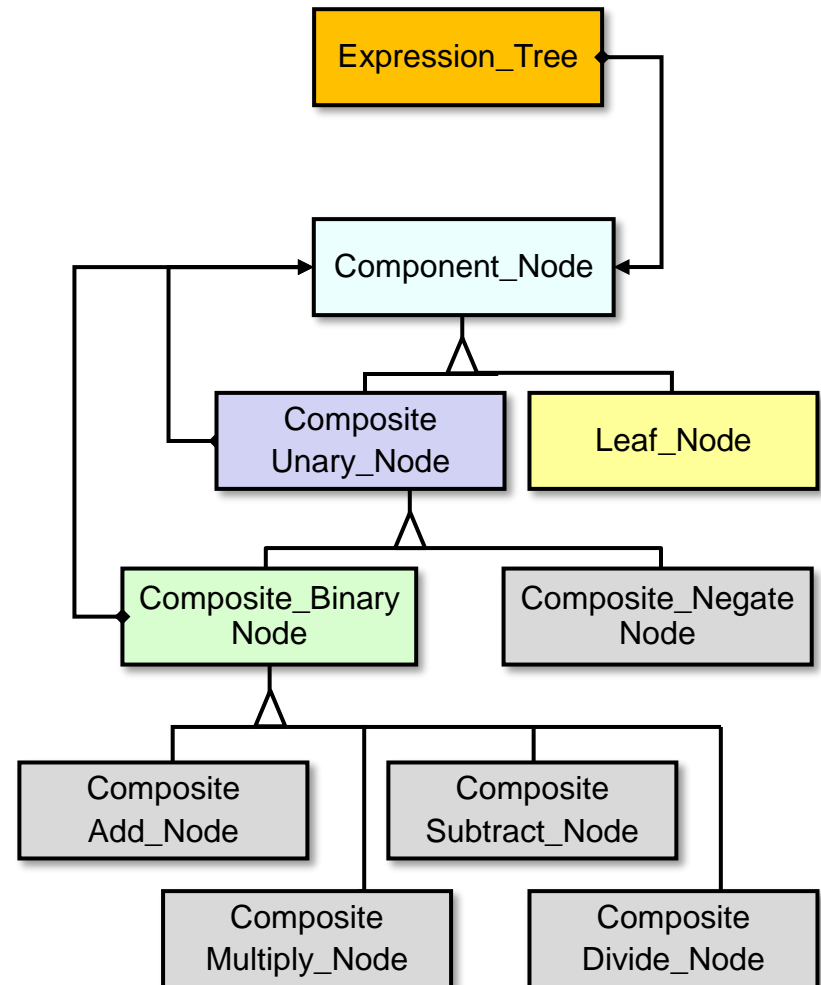 Expression_Tree
Component_Node
Composite
Unary_Node
Leaf_Node
Composite_Binary
Node
Composite_Negate
Node
Composite
Add_Node
Composite
Subtract_Node
Composite
Multiply_Node
Composite
Divide_Node